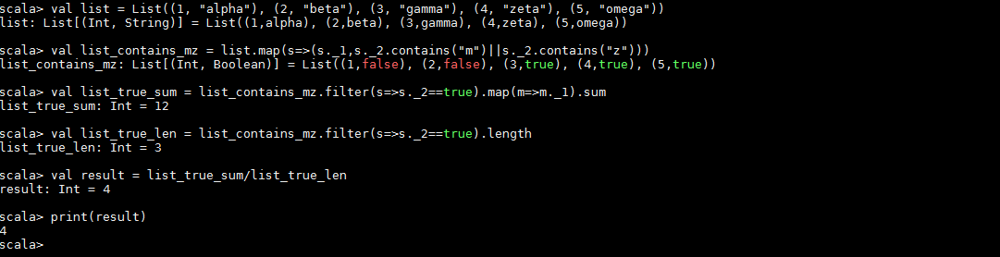 scala> val list = List((1, "alpha"), (2, "beta"), (3, "gamma"), (4, "zeta"), (5, "omega"))
list: List[(Int, String)] = List((1,alpha), (2,beta), (3,gamma), (4,zeta), (5,omega))
scala> val list_contains_mz = list.map(s=>(s._1,s._2.contains("m")||s._2.contains("z")))
list_contains_mz: List[(Int, Boolean)] = List((1,false), (2,false), (3,true), (4,true), (5,true))
scala> val list_true_sum = list_contains_mz.filter(s=>s._2==true).map(m=>m._1).sum
list_true_sum: Int = 12
scala> val list_true_len = list_contains_mz.filter(s=>s._2==true).length
list_true_len: Int = 3
scala> val result = list_true_sum/list_true_len
result: Int = 4
scala> print(result)
4
scala>